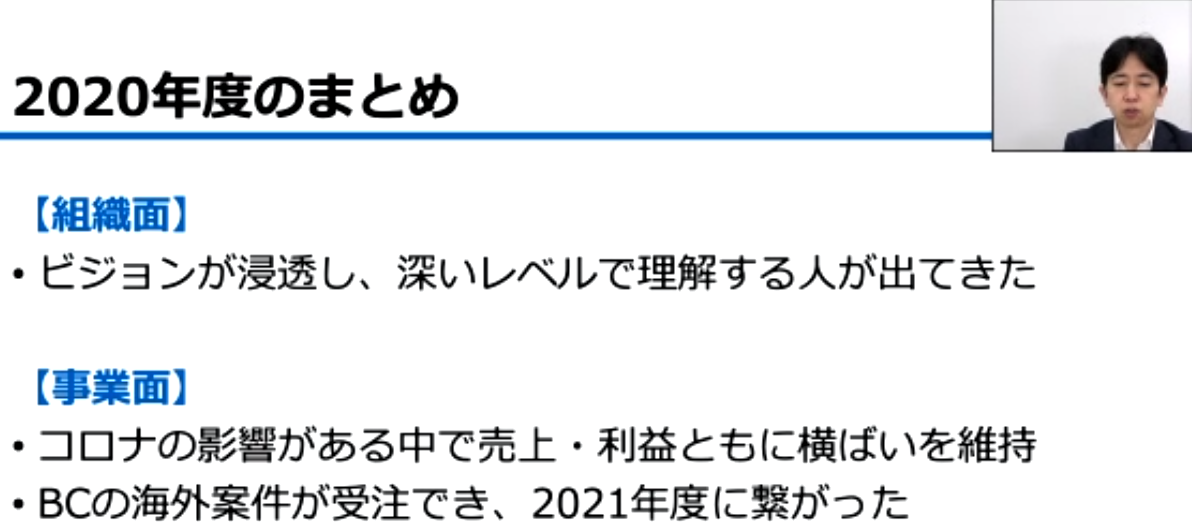 2020年度のまとめ
【組織面】
• ビジョンが浸透し、深いレベルで理解する人が出てきた
【事業面】
• コロナの影響がある中で売上・利益ともに横ばいを維持
• BCの海外案件が受注でき、2021年度に繋がった